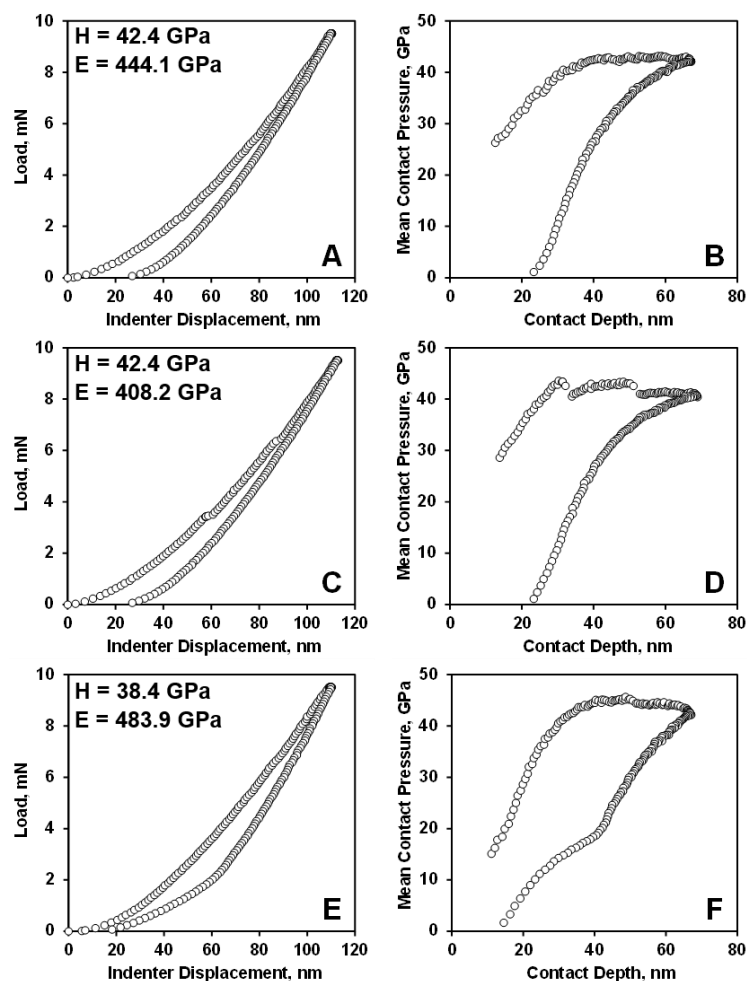 10
8
6
4
2
0
Load, mN
H = 42.4 GPa
E = 444.1 GPa
A
0 20 40 60 80 100 120
Indenter Displacement, nm
50
40
30
20
10
0
Mean Contact Pressure, GPa
B
0 20 40 60 80
Contact Depth, nm
10
8
6
4
2
0
Load, mN
H = 42.4 GPa
E = 408.2 GPa
C
0 20 40 60 80 100 120
Indenter Displacement, nm
50
40
30
20
10
0
Mean Contact Pressure, GPa
D
0 20 40 60 80
Contact Depth, nm
10
8
6
4
2
0
Load, mN
H = 38.4 GPa
E = 483.9 GPa
E
0 20 40 60 80 100 120
Indenter Displacement, nm
50
40
30
20
10
0
Mean Contact Pressure, GPa
F
0 20 40 60 80
Contact Depth, nm